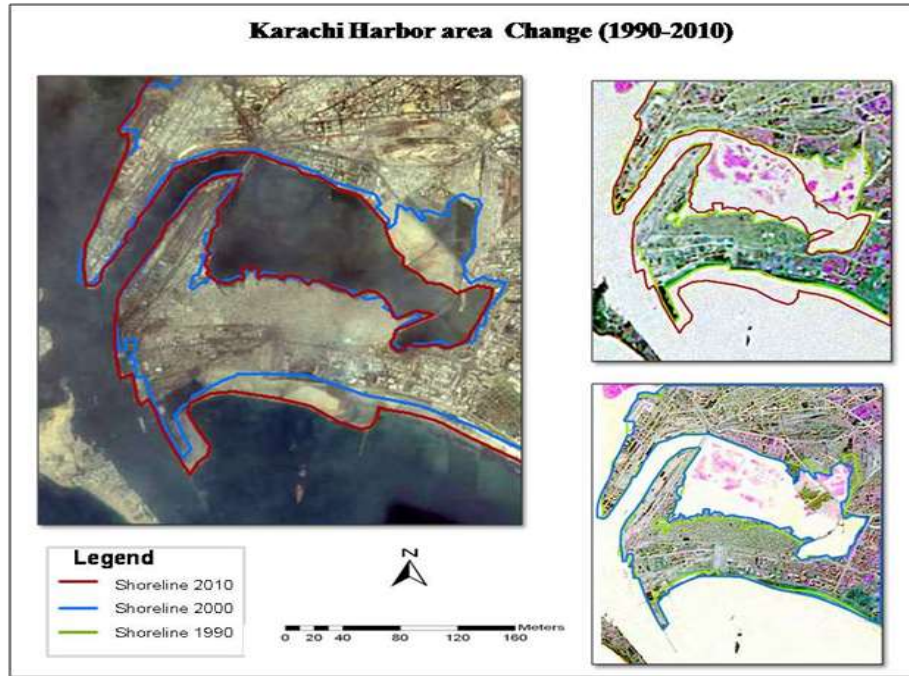 Karachi Harbor area Change (1990-2010)
Legend
Shoreline 2010
Shoreline 2000
Shoreline 1990
N
Meters
0 20 40 80 120 160